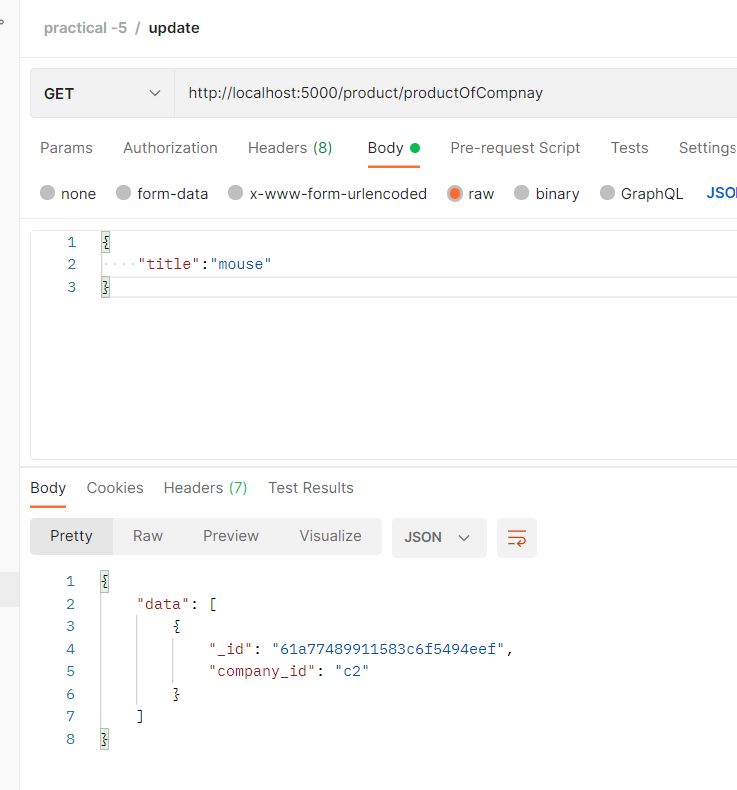 practical -5 / update
GET http://localhost:5000/product/productOfCompnay
Params Authorization Headers (8) Body Pre-request Script Tests Settings
none form-data x-www-form-urlencoded raw binary GraphQL JSO
1 {
2 ····"title":"mouse"
3 }
Body Cookies Headers (7) Test Results
Pretty Raw Preview Visualize JSON
1 {
2 "data": [
3 {
4 "_id": "61a77489911583c6f5494eef",
5 "company_id": "c2"
6 }
7 ]
8 }